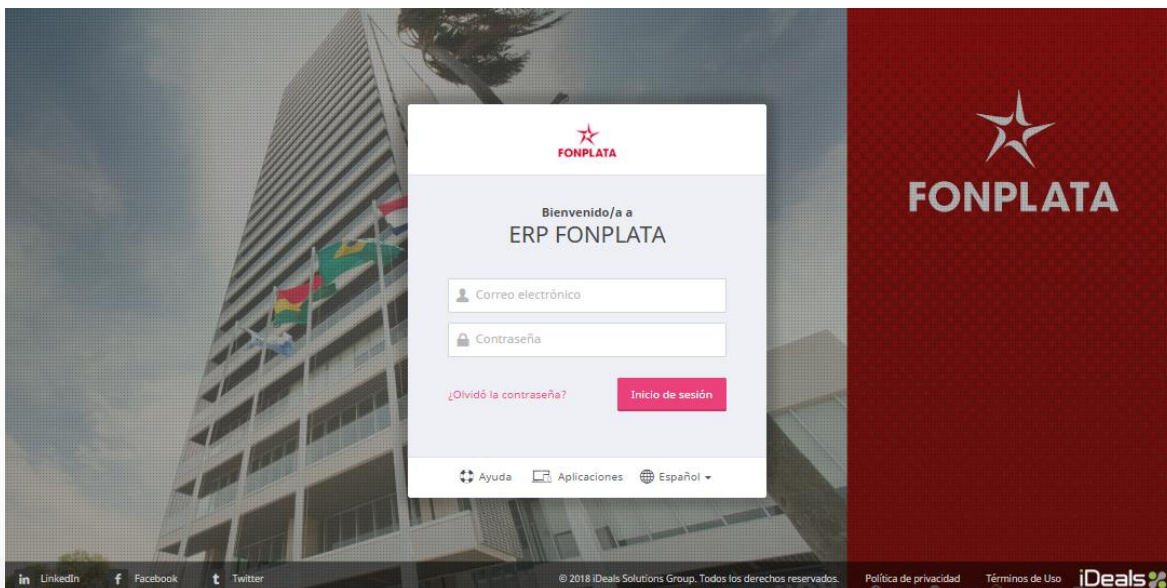 FONPLATA
FONPLATA
Bienvenido/a a
ERP FONPLATA
Correo electrónico
Contraseña
¿Olvidó la contraseña?
Inicio de sesión
Ayuda
Aplicaciones
Español
in LinkedIn
f Facebook
t Twitter
© 2018 iDeals Solutions Group. Todos los derechos reservados.
Política de privacidad
Términos de Uso
iDeals